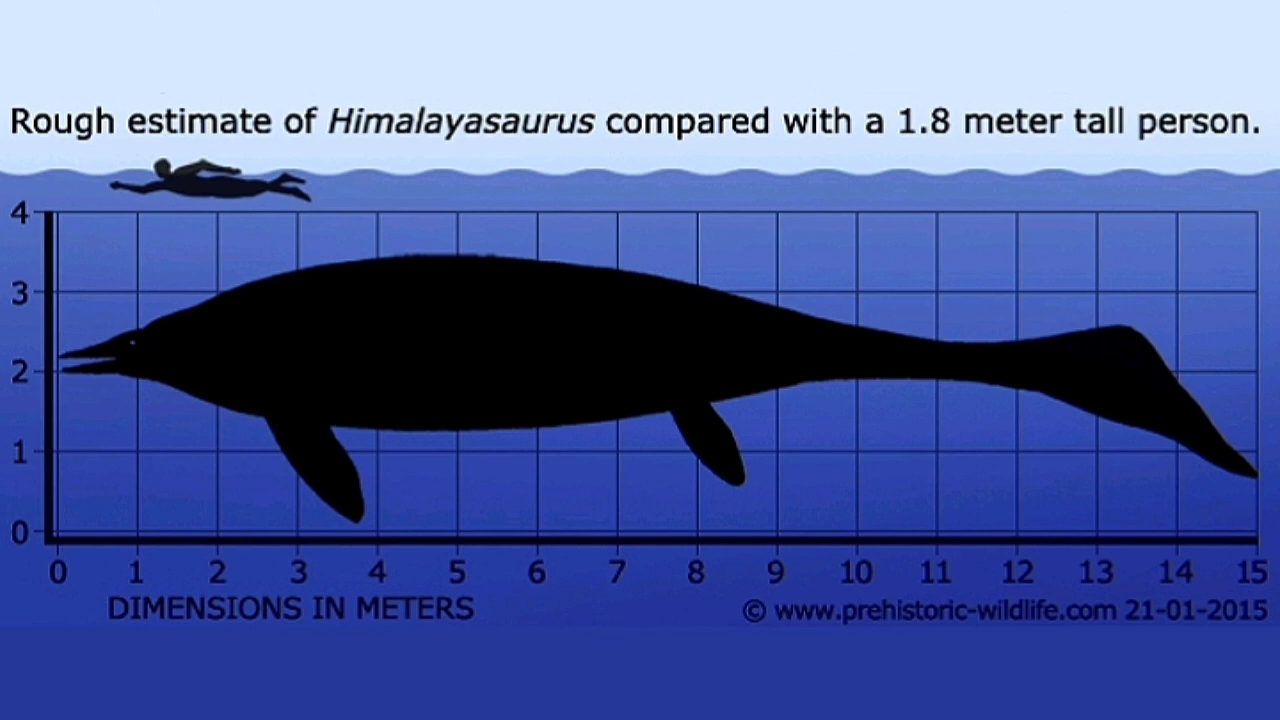 Rough estimate of Himalayasaurus compared with a 1.8 meter tall person.
4
3
2
1
0
0 1 2 3 4 5 6 7 8 9 10 11 12 13 14 15
DIMENSIONS IN METERS © www.prehistoric-wildlife.com 21-01-2015